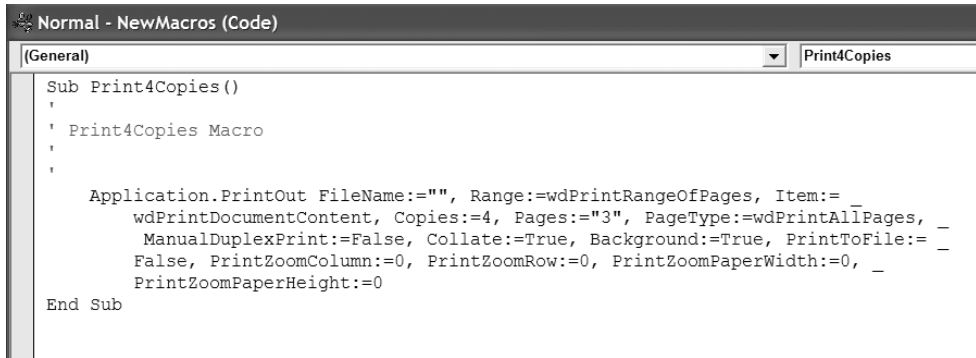 Normal - NewMacros (Code)
(General) Print4Copies
Sub Print4Copies()
'
' Print4Copies Macro
'
'
Application.PrintOut FileName:="", Range:=wdPrintRangeOfPages, Item:= _
wdPrintDocumentContent, Copies:=4, Pages:="3", PageType:=wdPrintAllPages, _
ManualDuplexPrint:=False, Collate:=True, Background:=True, PrintToFile:= _
False, PrintZoomColumn:=0, PrintZoomRow:=0, PrintZoomPaperWidth:=0, _
PrintZoomPaperHeight:=0
End Sub